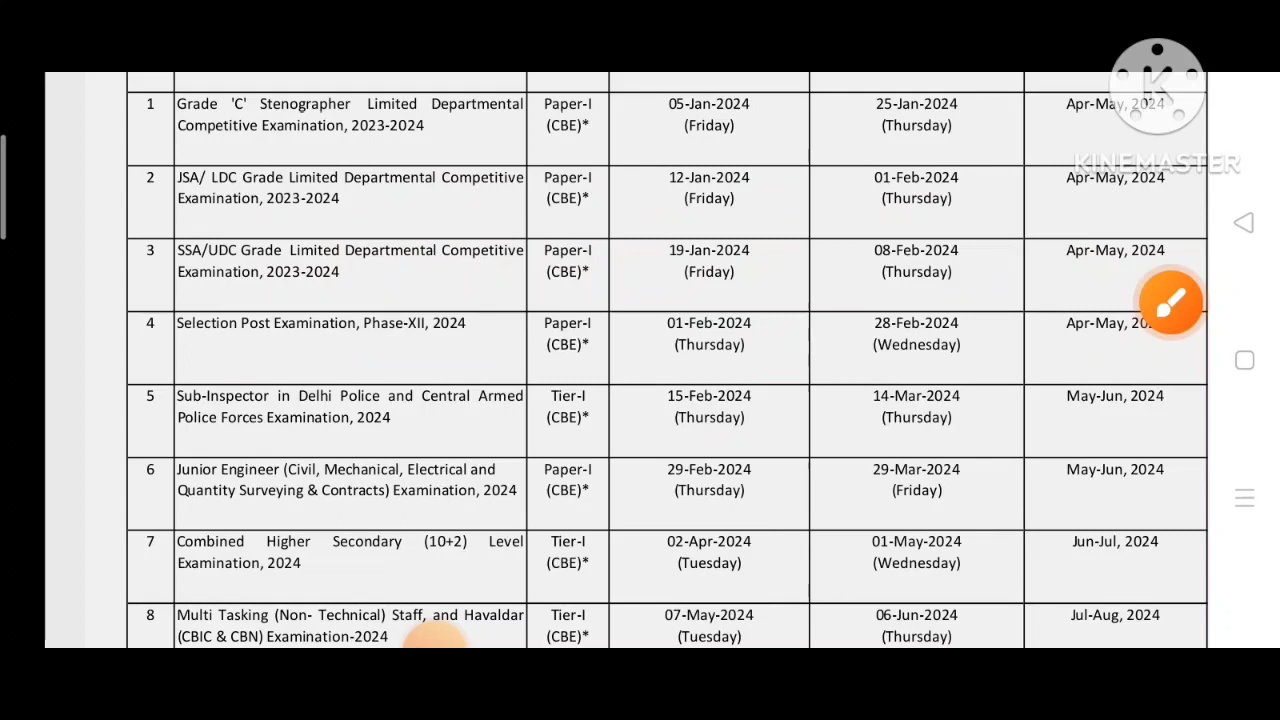 KINEMASTER
1 Grade 'C' Stenographer Limited Departmental Paper-I 05-Jan-2024 25-Jan-2024 Apr-May, 2024
Competitive Examination, 2023-2024 (CBE)* (Friday) (Thursday)
2 JSA/ LDC Grade Limited Departmental Competitive Paper-I 12-Jan-2024 01-Feb-2024 Apr-May, 2024
Examination, 2023-2024 (CBE)* (Friday) (Thursday)
3 SSA/UDC Grade Limited Departmental Competitive Paper-I 19-Jan-2024 08-Feb-2024 Apr-May, 2024
Examination, 2023-2024 (CBE)* (Friday) (Thursday)
4 Selection Post Examination, Phase-XII, 2024 Paper-I 01-Feb-2024 28-Feb-2024 Apr-May,
(CBE)* (Thursday) (Wednesday)
5 Sub-Inspector in Delhi Police and Central Armed Tier-I 15-Feb-2024 14-Mar-2024 May-Jun, 2024
Police Forces Examination, 2024 (CBE)* (Thursday) (Thursday)
6 Junior Engineer (Civil, Mechanical, Electrical and Paper-I 29-Feb-2024 29-Mar-2024 May-Jun, 2024
Quantity Surveying & Contracts) Examination, 2024 (CBE)* (Thursday) (Friday)
7 Combined Higher Secondary (10+2) Level Tier-I 02-Apr-2024 01-May-2024 Jun-Jul, 2024
Examination, 2024 (CBE)* (Tuesday) (Wednesday)
8 Multi Tasking (Non- Technical) Staff, and Havaldar Tier-I 07-May-2024 06-Jun-2024 Jul-Aug, 2024
(CBIC & CBN) Examination-2024 (CBE)* (Tuesday) (Thursday)